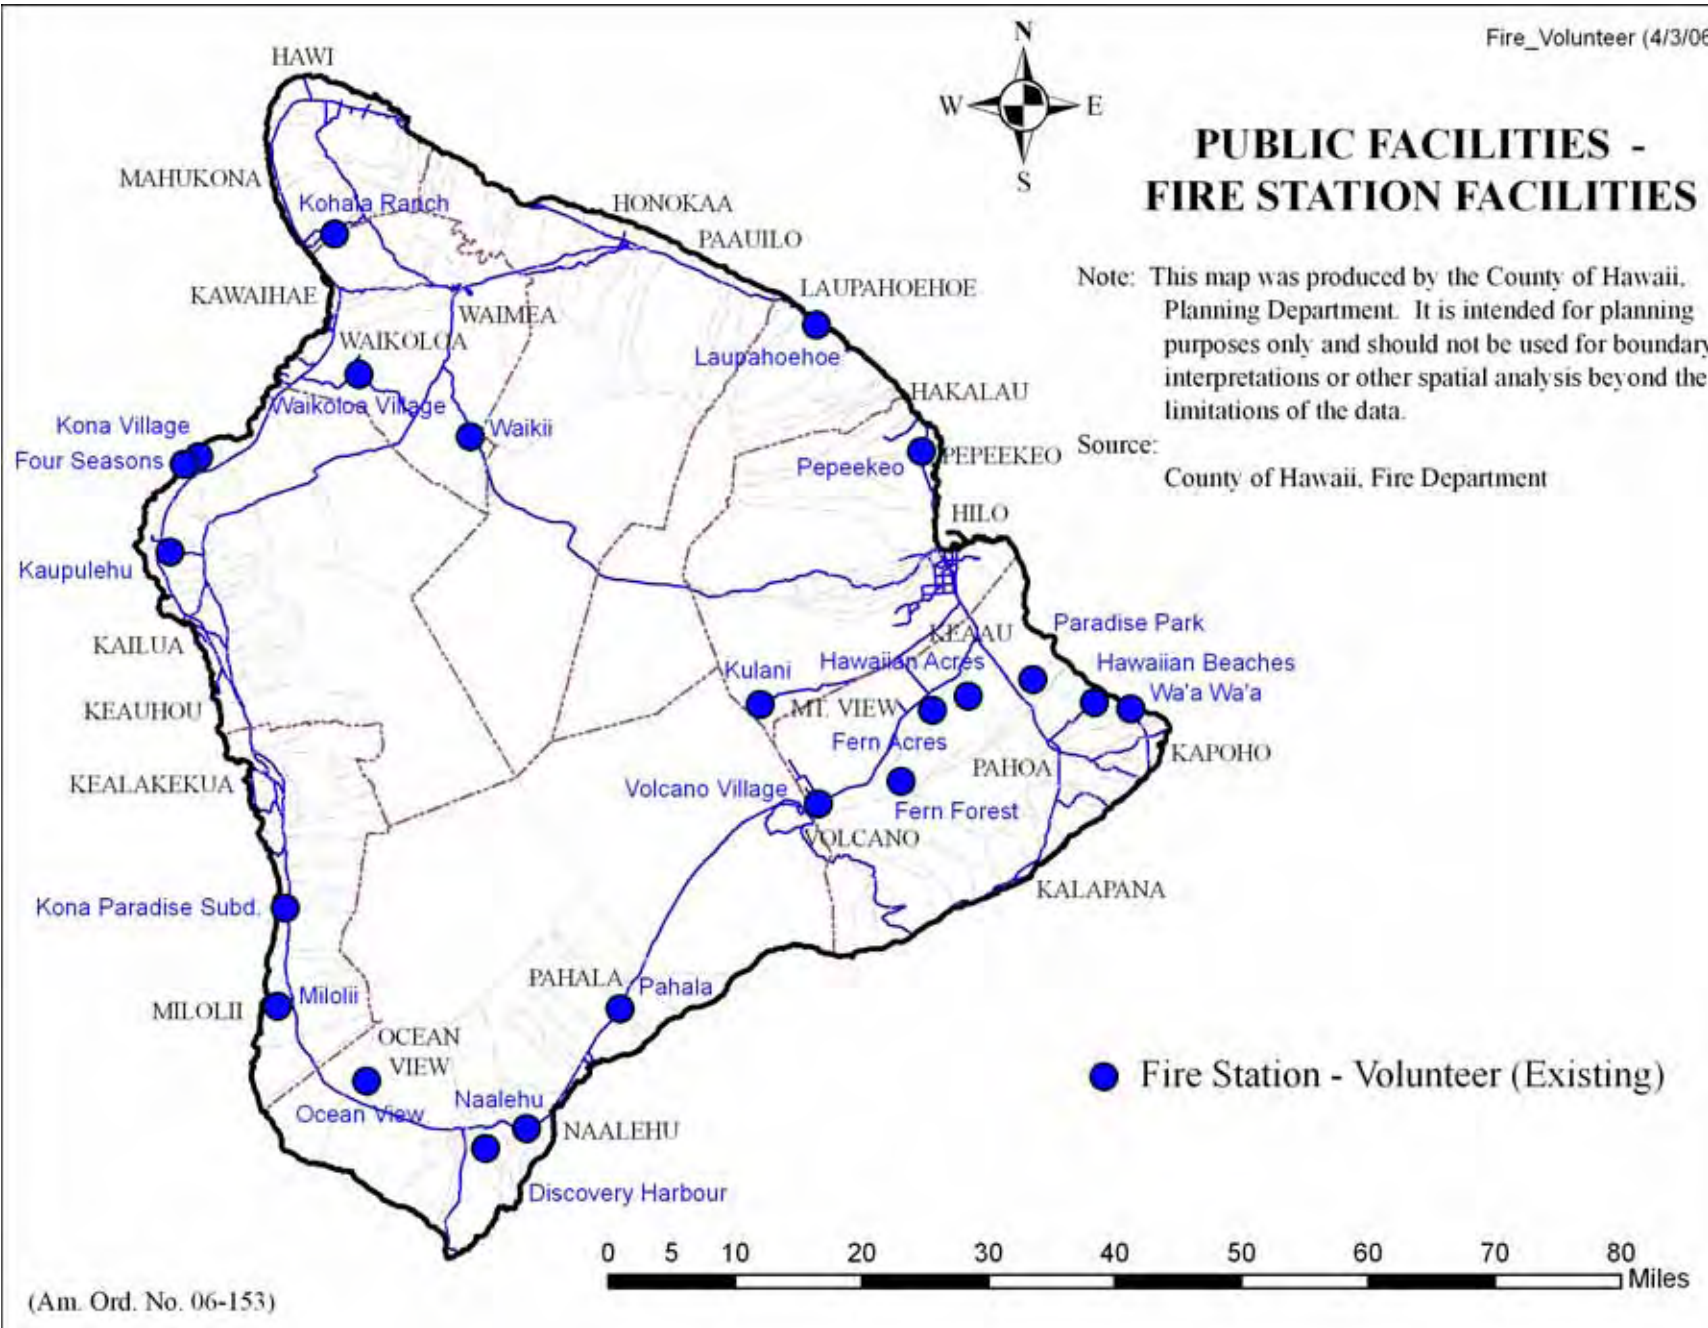 Fire_Volunteer (4/3/06
N
W
E
S
PUBLIC FACILITIES -
FIRE STATION FACILITIES
Note: This map was produced by the County of Hawaii,
Planning Department. It is intended for planning
purposes only and should not be used for boundary
interpretations or other spatial analysis beyond the
limitations of the data.
Source:
County of Hawaii, Fire Department
HAWI
MAHUKONA
Kohala Ranch
HONOKAA
PAAUILO
KAWAIHAE
LAUPAHOEHOE
WAIMEA
WAIKOLOA
Laupahoehoe
HAKALAU
Waikoloa Village
Kona Village
Waikii
Four Seasons
Pepeekeo
PEPEEKEO
HILO
Kaupulehu
Paradise Park
KEAAU
KAILUA
Hawaiian Acres
Hawaiian Beaches
Kulani
Wa'a Wa'a
KEAUHOU
MT. VIEW
Fern Acres
KAPOHO
PAHOA
KEALAKEKUA
Volcano Village
Fern Forest
VOLCANO
KALAPANA
Kona Paradise Subd.
PAHALA
Pahala
Milolii
MILOLII
OCEAN
VIEW
Ocean View
Naalehu
NAALEHU
Discovery Harbour
Fire Station - Volunteer (Existing)
0 5 10 20 30 40 50 60 70 80
Miles
(Am. Ord. No. 06-153)